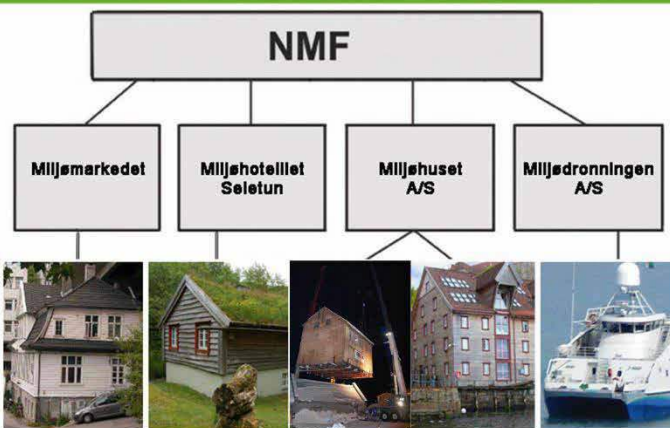 NMF
Miljømarkedet
Miljøhotellet
Seletun
Miljøhuset
A/S
Miljødronningen
A/S